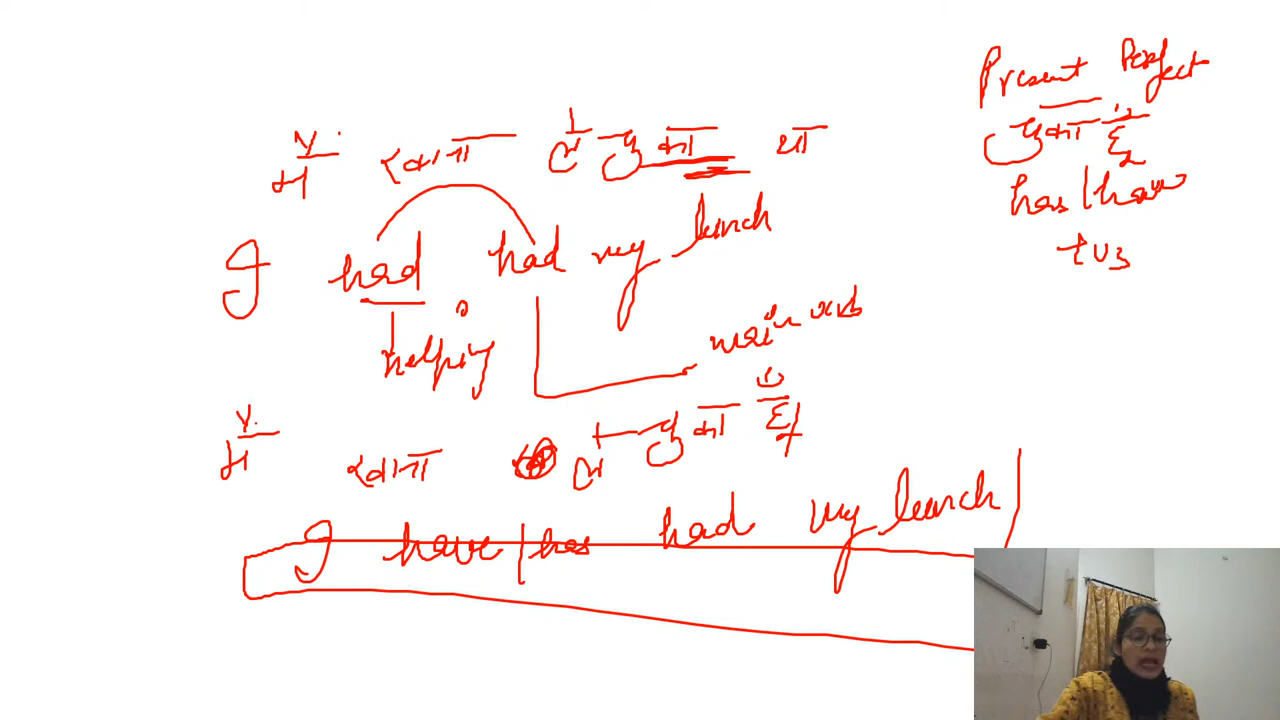 Present Perfect
चुका है
has/have
+v3
मैं खाना खा चुका था
I had had my lunch
helping
main verb
मैं खाना खा चुका हूँ
I have/has had my lunch